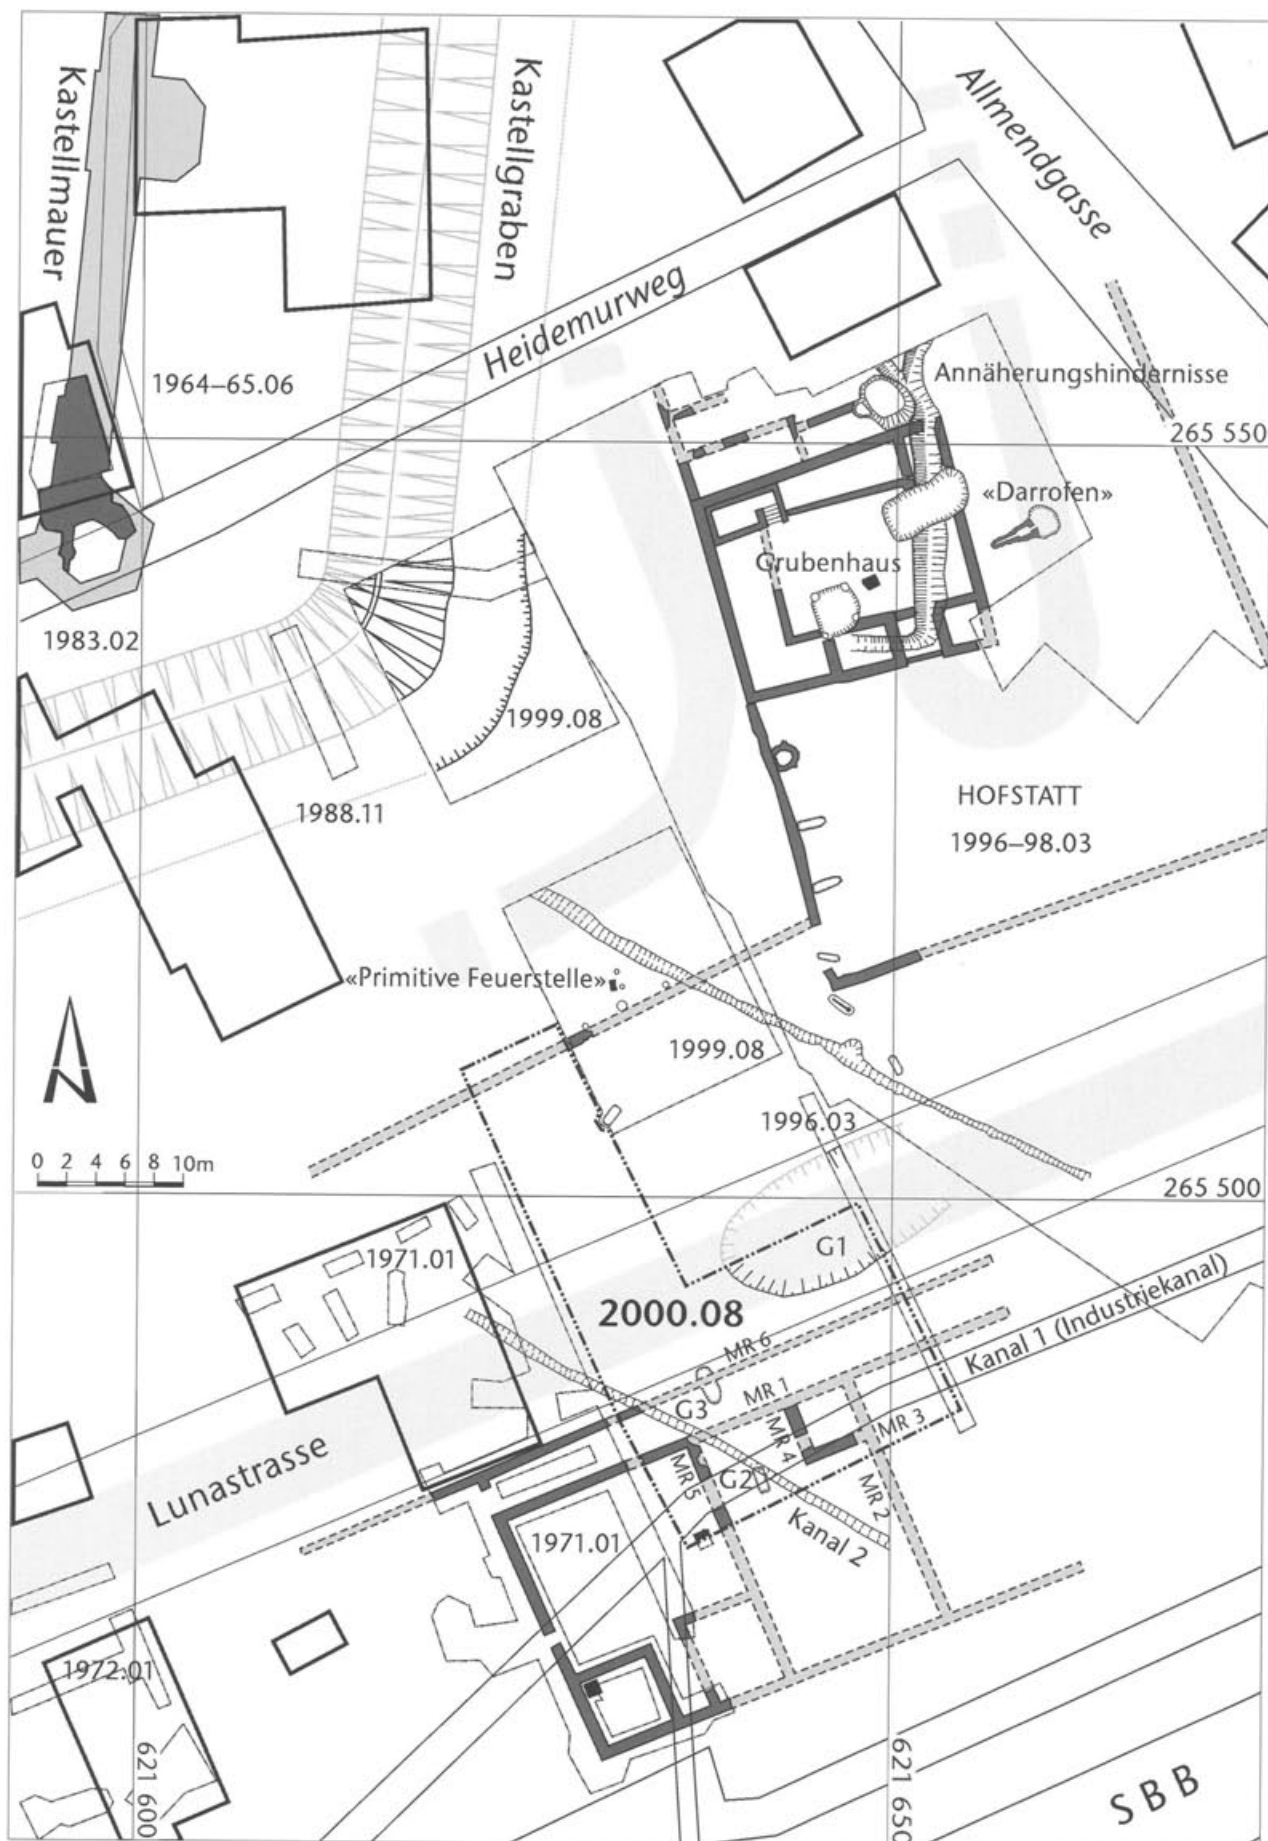 Kastellmauer
Kastellgraben
Allmendgasse
Heidemurweg
1964–65.06
Annäherungshindernisse
265 550
«Darrofen»
Grubenhaus
1983.02
1999.08
HOFSTATT
1996–98.03
1988.11
«Primitive Feuerstelle»
1999.08
N
1996.03
0 2 4 6 8 10m
265 500
G1
1971.01
2000.08
Kanal 1 (Industriekanal)
MR 6
MR 1
G3
MR 3
MR 4
MR 5
G2
MR 2
Lunastrasse
1971.01
Kanal 2
1972.01
621 600
621 650
SBB